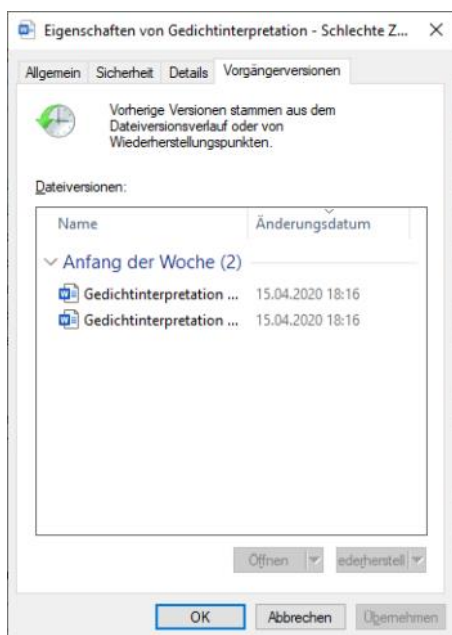 Eigenschaften von Gedichtinterpretation - Schlechte Z...
Allgemein Sicherheit Details Vorgängerversionen
Vorherige Versionen stammen aus dem
Dateiversionsverlauf oder von
Wiederherstellungspunkten.
Dateiversionen:
Name Änderungsdatum
Anfang der Woche (2)
Gedichtinterpretation ... 15.04.2020 18:16
Gedichtinterpretation ... 15.04.2020 18:16
Öffnen ederherstell
OK Abbrechen Übernehmen